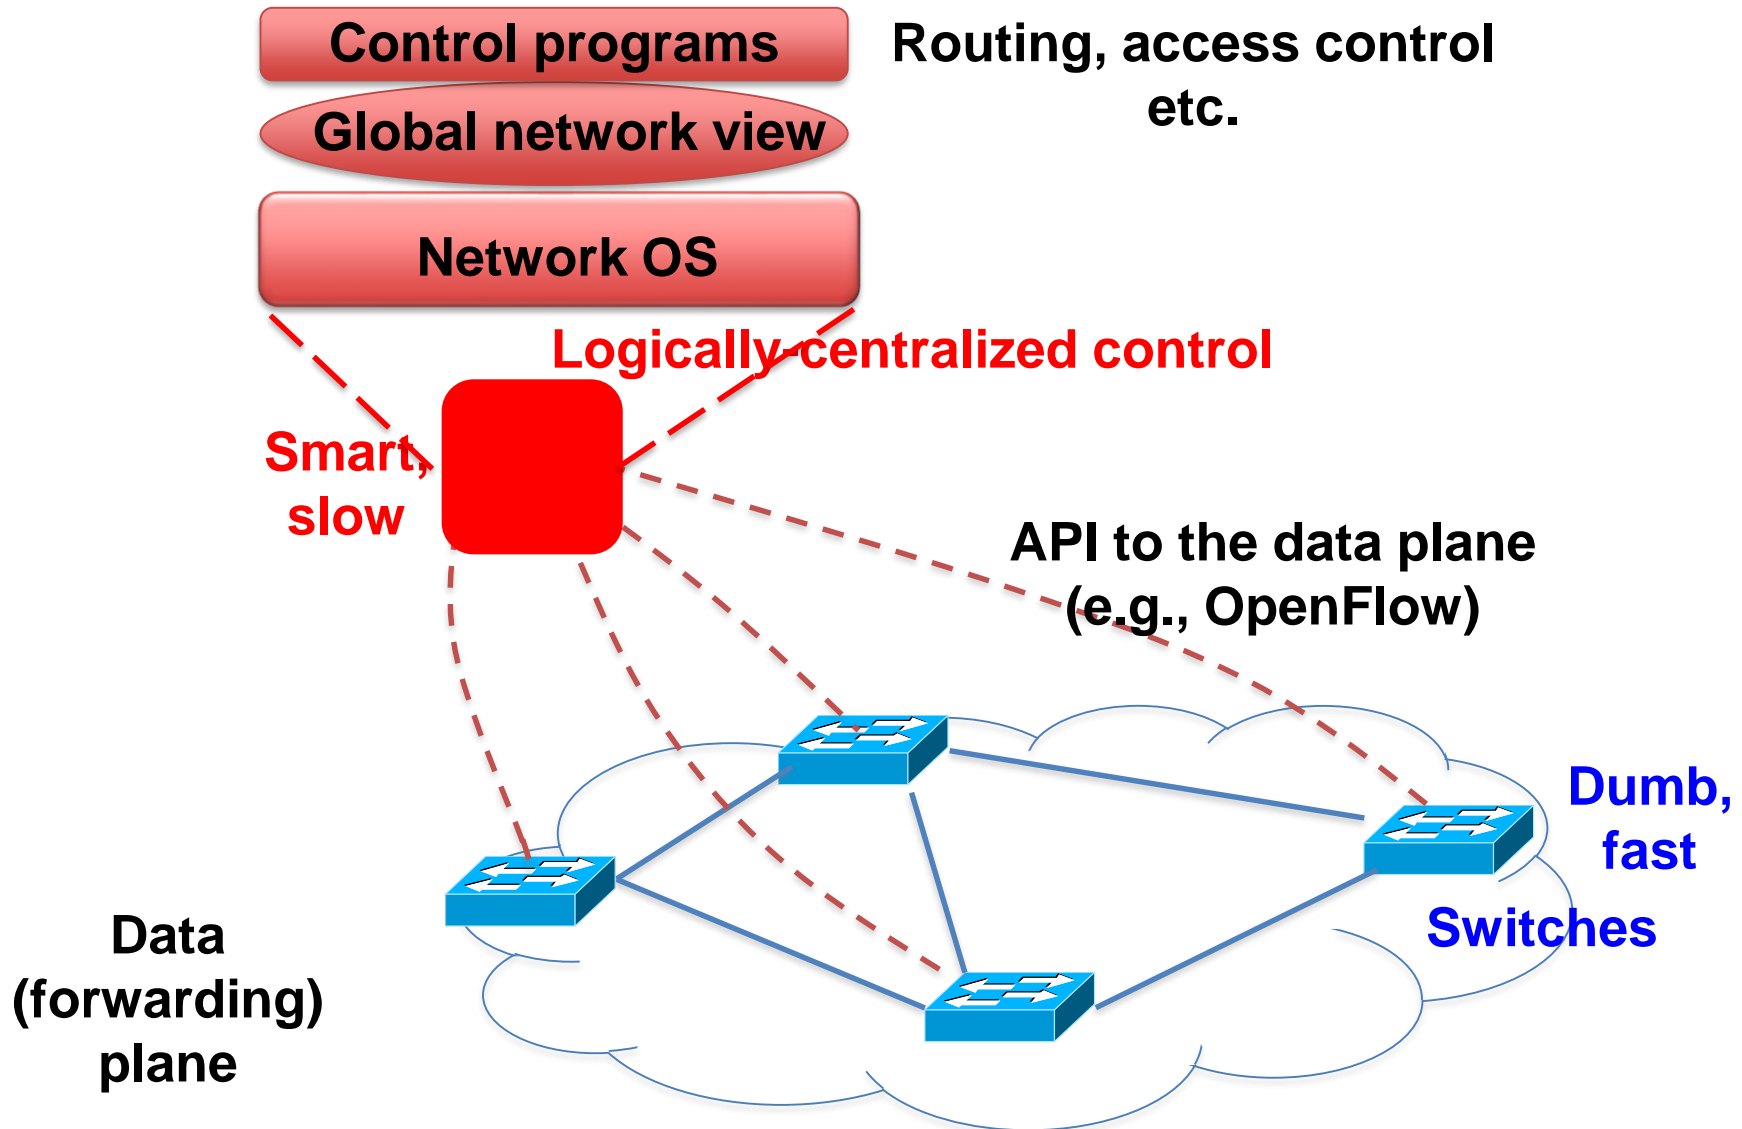 Control programs
Routing, access control
etc.
Global network view
Network OS
Logically-centralized control
Smart,
slow
API to the data plane
(e.g., OpenFlow)
Dumb,
fast
Switches
Data
(forwarding)
plane